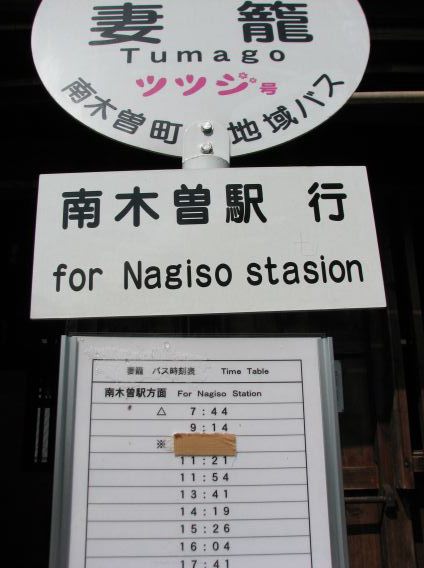 妻籠
Tumago
ツツジ号
南木曽町 地域バス
南木曽駅 行
for Nagiso stasion
妻籠 バス時刻表 Time Table
南木曽駅方面 For Nagiso Station
△ 7:44
9:14
※
11:21
11:54
13:41
14:19
15:26
16:04
17:41